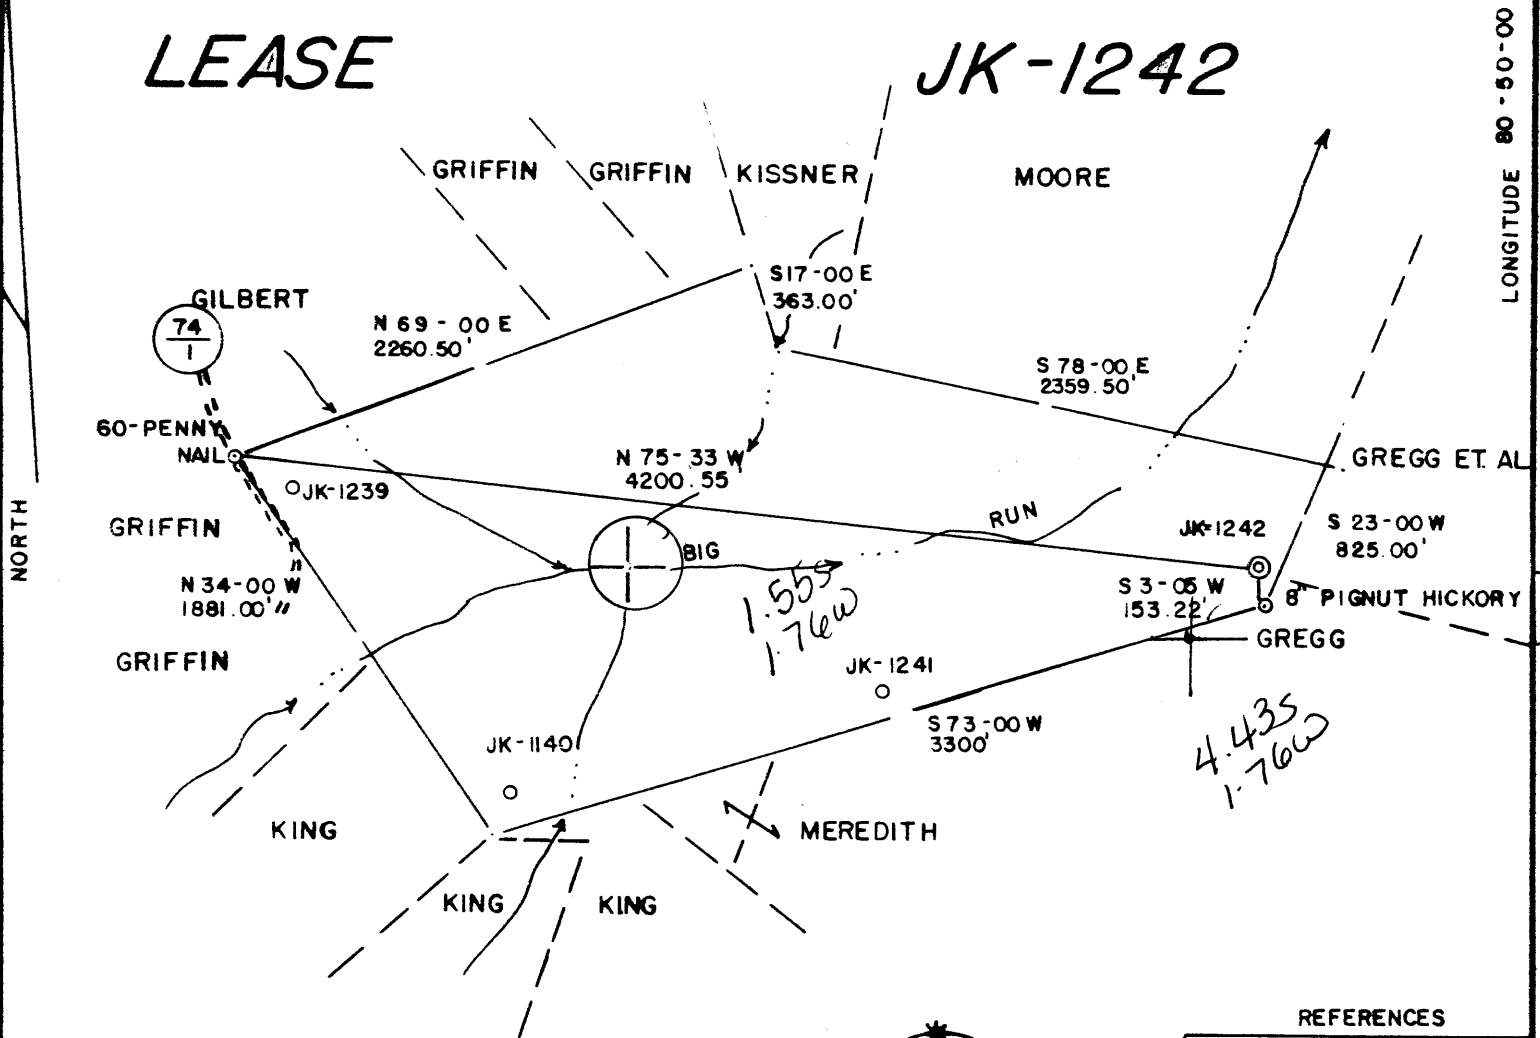 LEASE
JK-1242
LONGITUDE 80-50-00
GRIFFIN
GRIFFIN
KISSNER
MOORE
GILBERT
74
1
S17-00 E
363.00'
N 69-00 E
2260.50'
S 78-00 E
2359.50'
60-PENNY
NAIL
JK-1239
N 75-33 W
4200.55
GREGG ET. AL
GRIFFIN
NORTH
RUN
JK-1242
S 23-00 W
825.00'
BIG
N 34-00 W
1881.00'
1.55S
1.76W
S 3-05 W
153.22'
8" PIGNUT HICKORY
GREGG
GRIFFIN
JK-1241
S 73-00 W
3300'
4.43S
1.76W
JK-1140
KING
MEREDITH
KING
KING
REFERENCES